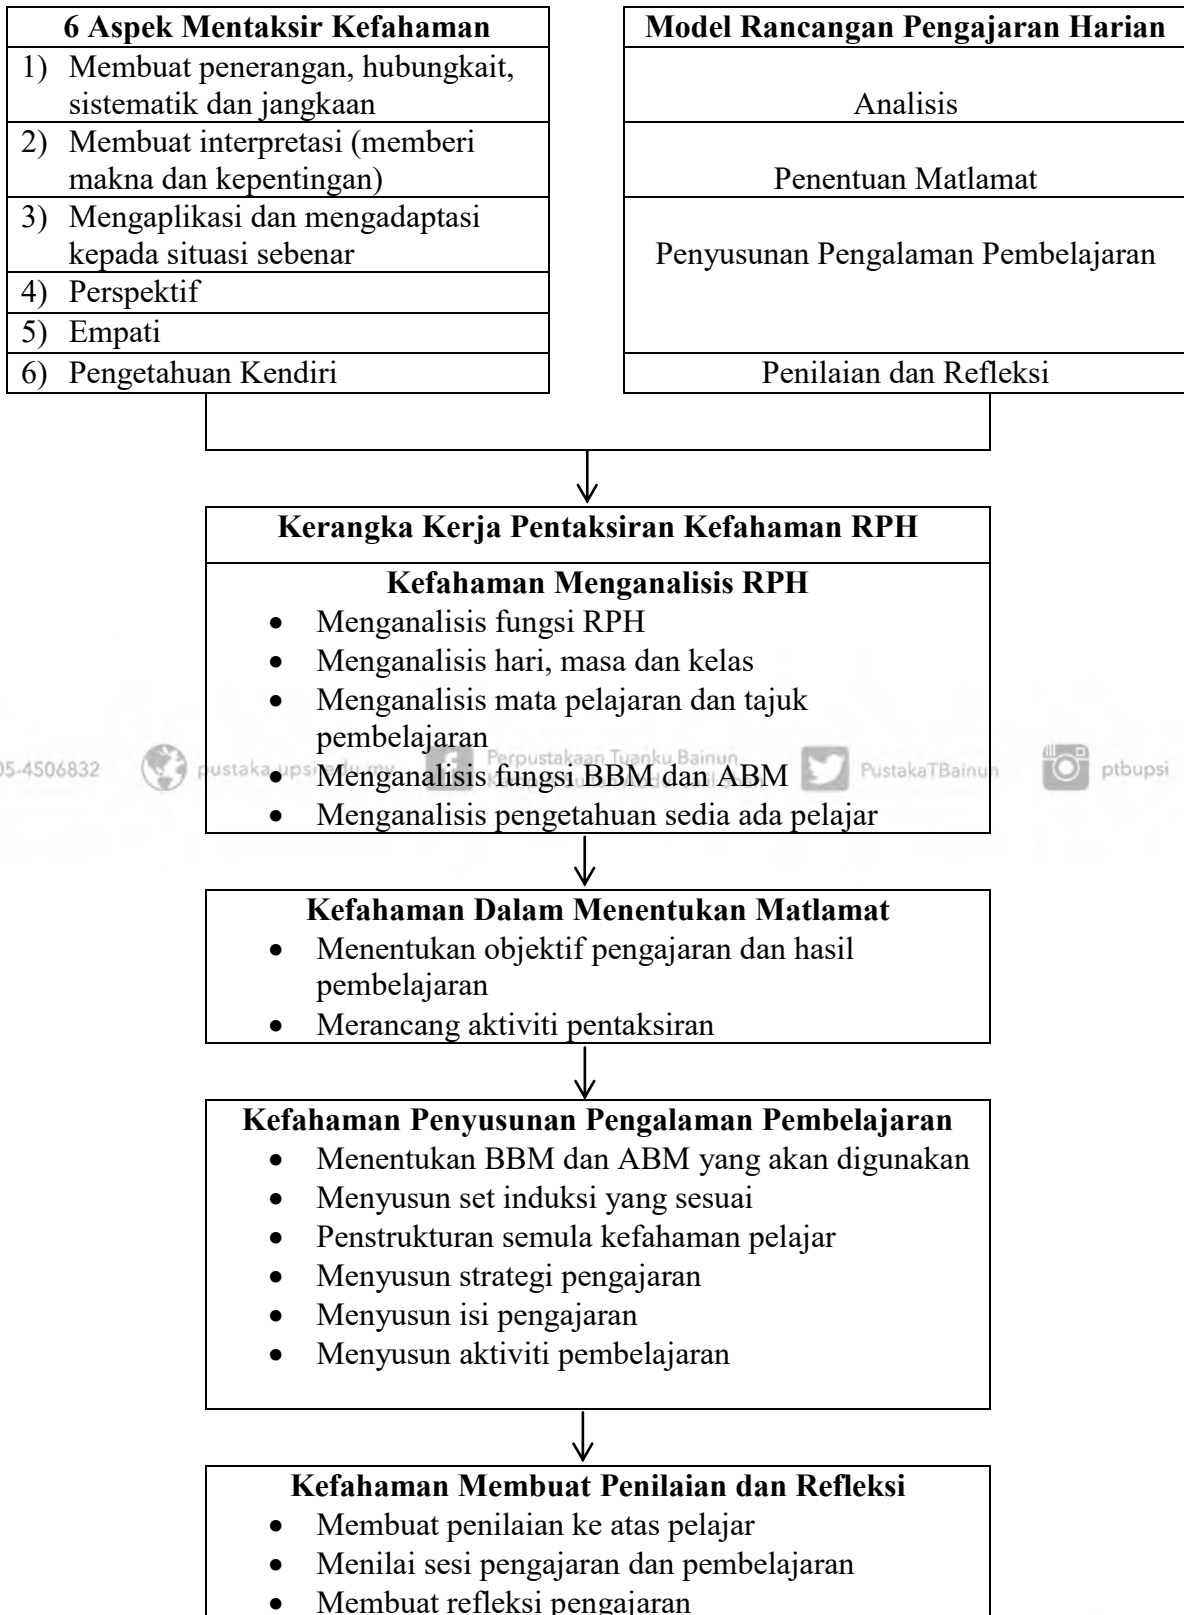 6 Aspek Mentaksir Kefahaman
1) Membuat penerangan, hubungkait,
sistematik dan jangkaan
2) Membuat interpretasi (memberi
makna dan kepentingan)
3) Mengaplikasi dan mengadaptasi
kepada situasi sebenar
4) Perspektif
5) Empati
6) Pengetahuan Kendiri
Model Rancangan Pengajaran Harian
Analisis
Penentuan Matlamat
Penyusunan Pengalaman Pembelajaran
Penilaian dan Refleksi
Kerangka Kerja Pentaksiran Kefahaman RPH
Kefahaman Menganalisis RPH
• Menganalisis fungsi RPH
• Menganalisis hari, masa dan kelas
• Menganalisis mata pelajaran dan tajuk
pembelajaran
• Menganalisis fungsi BBM dan ABM
• Menganalisis pengetahuan sedia ada pelajar
05-4506832
pustaka.upsi.edu.my
Perpustakaan Tuanku Bainun
PustakaTBainun
ptbupsi
Kefahaman Dalam Menentukan Matlamat
• Menentukan objektif pengajaran dan hasil
pembelajaran
• Merancang aktiviti pentaksiran
Kefahaman Penyusunan Pengalaman Pembelajaran
• Menentukan BBM dan ABM yang akan digunakan
• Menyusun set induksi yang sesuai
• Penstrukturan semula kefahaman pelajar
• Menyusun strategi pengajaran
• Menyusun isi pengajaran
• Menyusun aktiviti pembelajaran
Kefahaman Membuat Penilaian dan Refleksi
• Membuat penilaian ke atas pelajar
• Menilai sesi pengajaran dan pembelajaran
• Membuat refleksi pengajaran